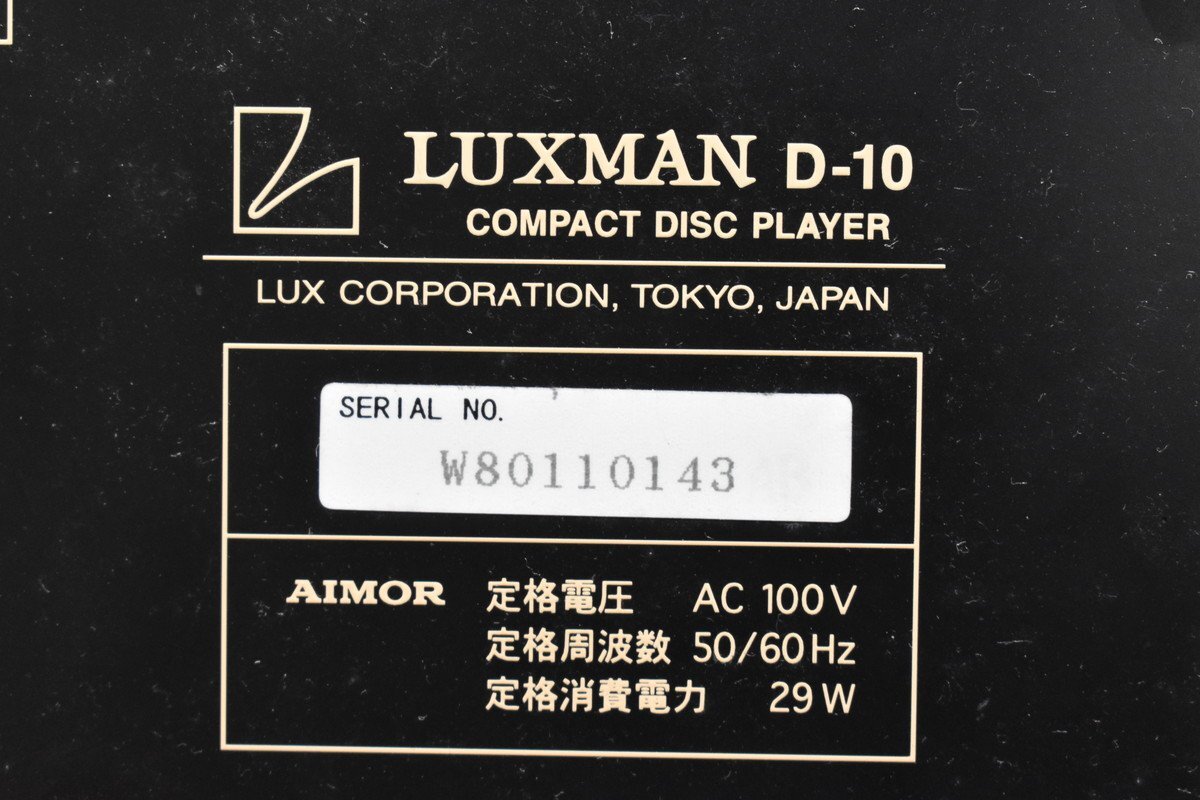 LUXMAN D-10
COMPACT DISC PLAYER
LUX CORPORATION, TOKYO, JAPAN
SERIAL NO.
W80110143
AIMOR 定格電圧 AC 100V
定格周波数 50/60Hz
定格消費電力 29W